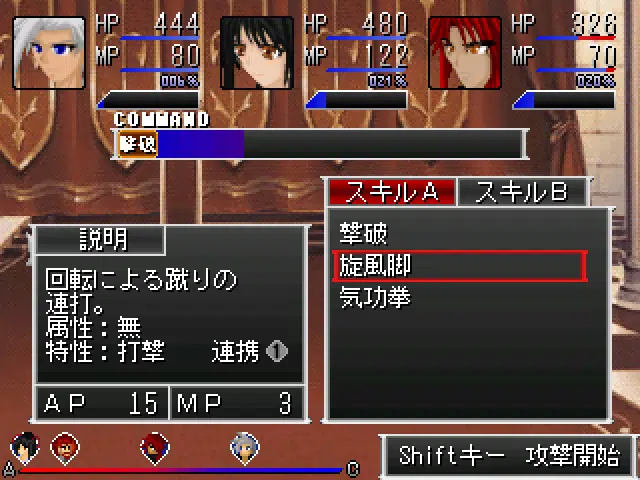 HP 444
MP 80
006%
HP 480
MP 122
021%
HP 326
MP 70
020%
COMMAND
撃破
スキルA スキルB
説明
回転による蹴りの
連打。
属性：無
特性：打撃 連携 1
AP 15 MP 3
撃破
旋風脚
気功拳
A C
Shiftキー 攻撃開始